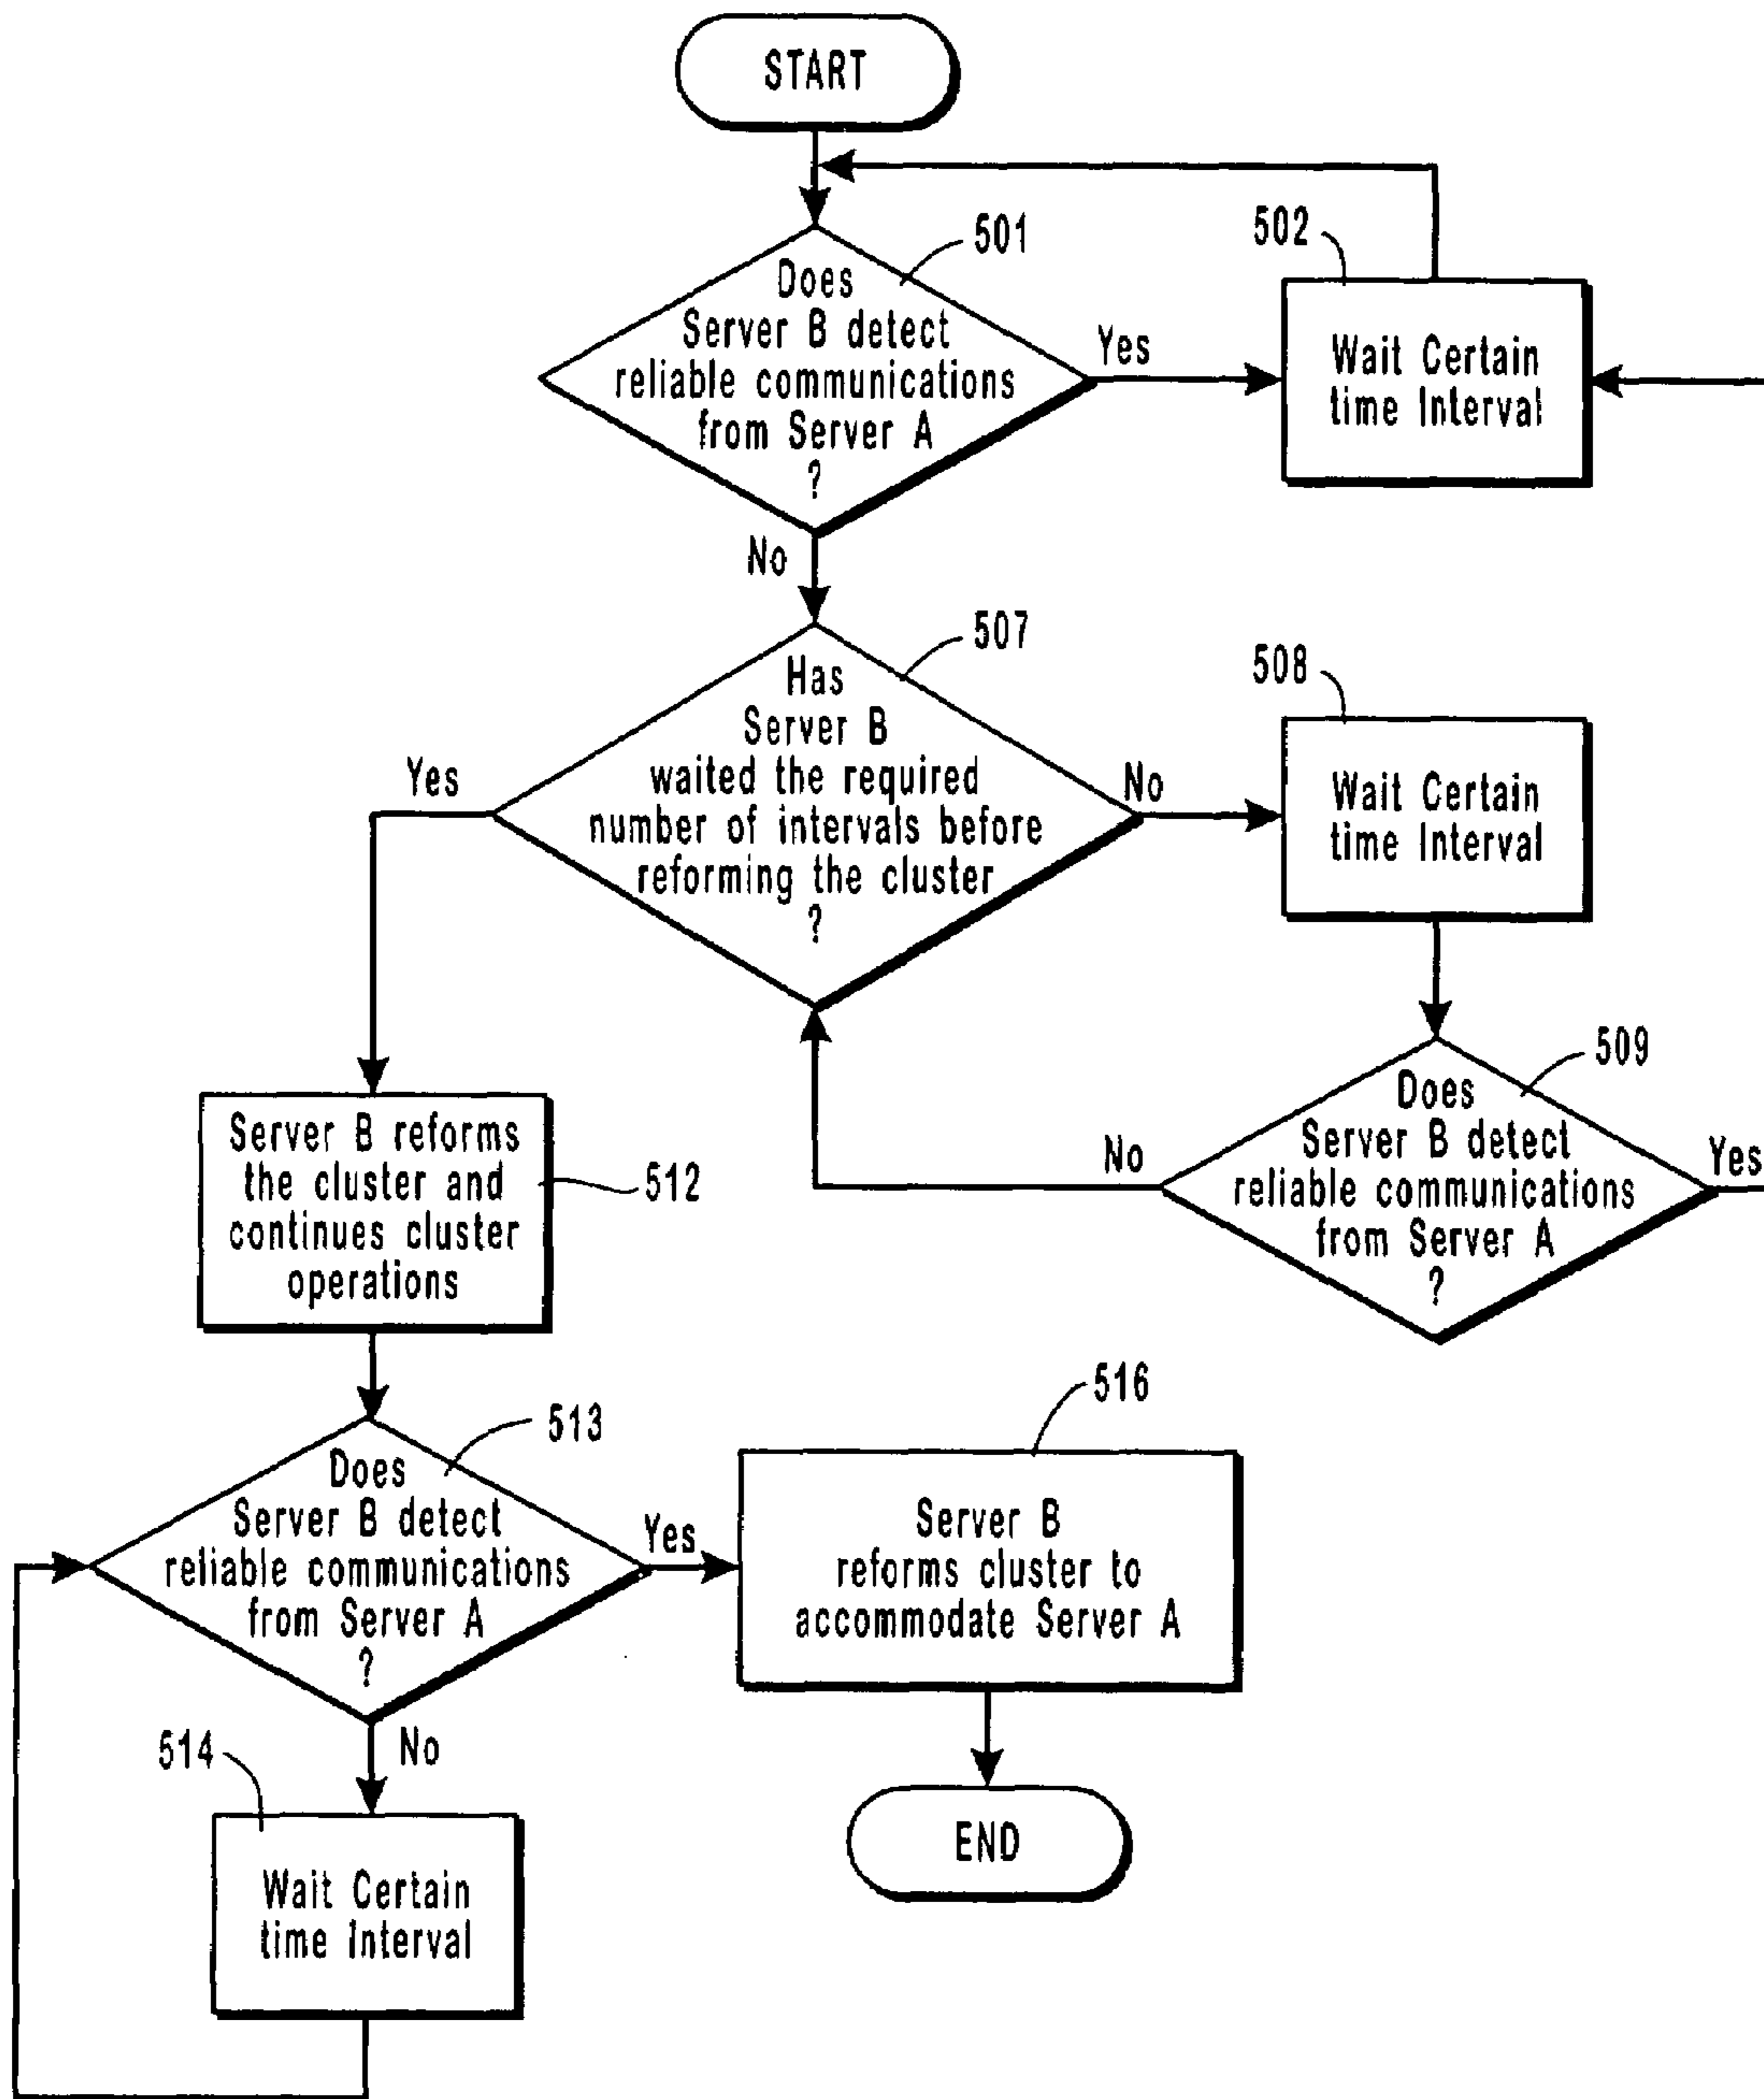 START
501
Does
Server B detect
reliable communications
from Server A
?
Yes
502
Wait Certain
time Interval
No
507
Has
Server B
waited the required
number of intervals before
reforming the cluster
?
Yes
No
508
Wait Certain
time Interval
509
Does
Server B detect
reliable communications
from Server A
?
No
Yes
Server B reforms
the cluster and
continues cluster
operations
512
513
Does
Server B detect
reliable communications
from Server A
?
Yes
516
Server B
reforms cluster to
accommodate Server A
No
514
Wait Certain
time Interval
END